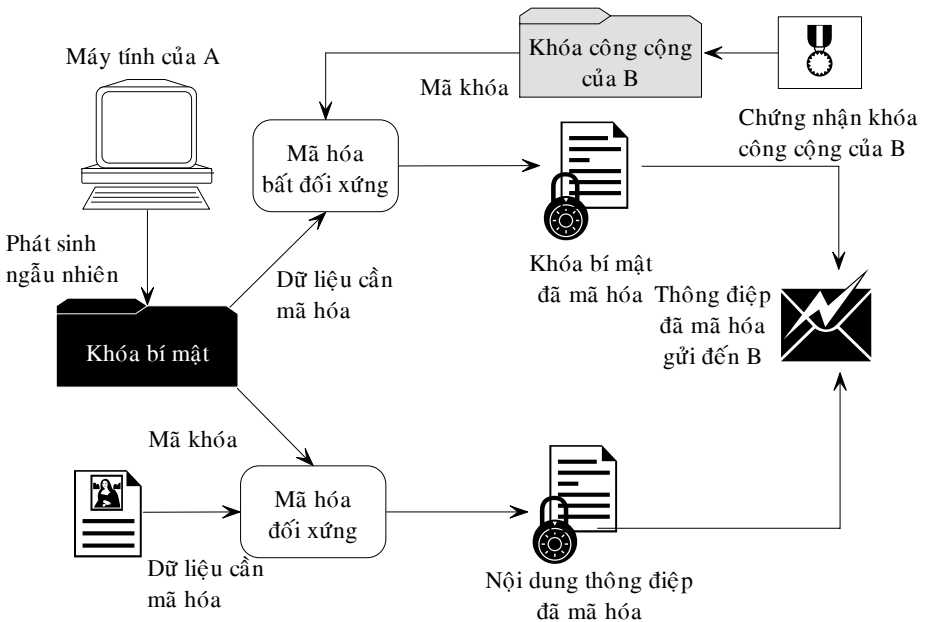 Máy tính của A
Khóa công cộng
của B
Mã khóa
Chứng nhận khóa
công cộng của B
Mã hóa
bất đối xứng
Phát sinh
ngẫu nhiên
Dữ liệu cần
mã hóa
Khóa bí mật
đã mã hóa
Thông điệp
đã mã hóa
gửi đến B
Khóa bí mật
Mã khóa
Mã hóa
đối xứng
Dữ liệu cần
mã hóa
Nội dung thông điệp
đã mã hóa